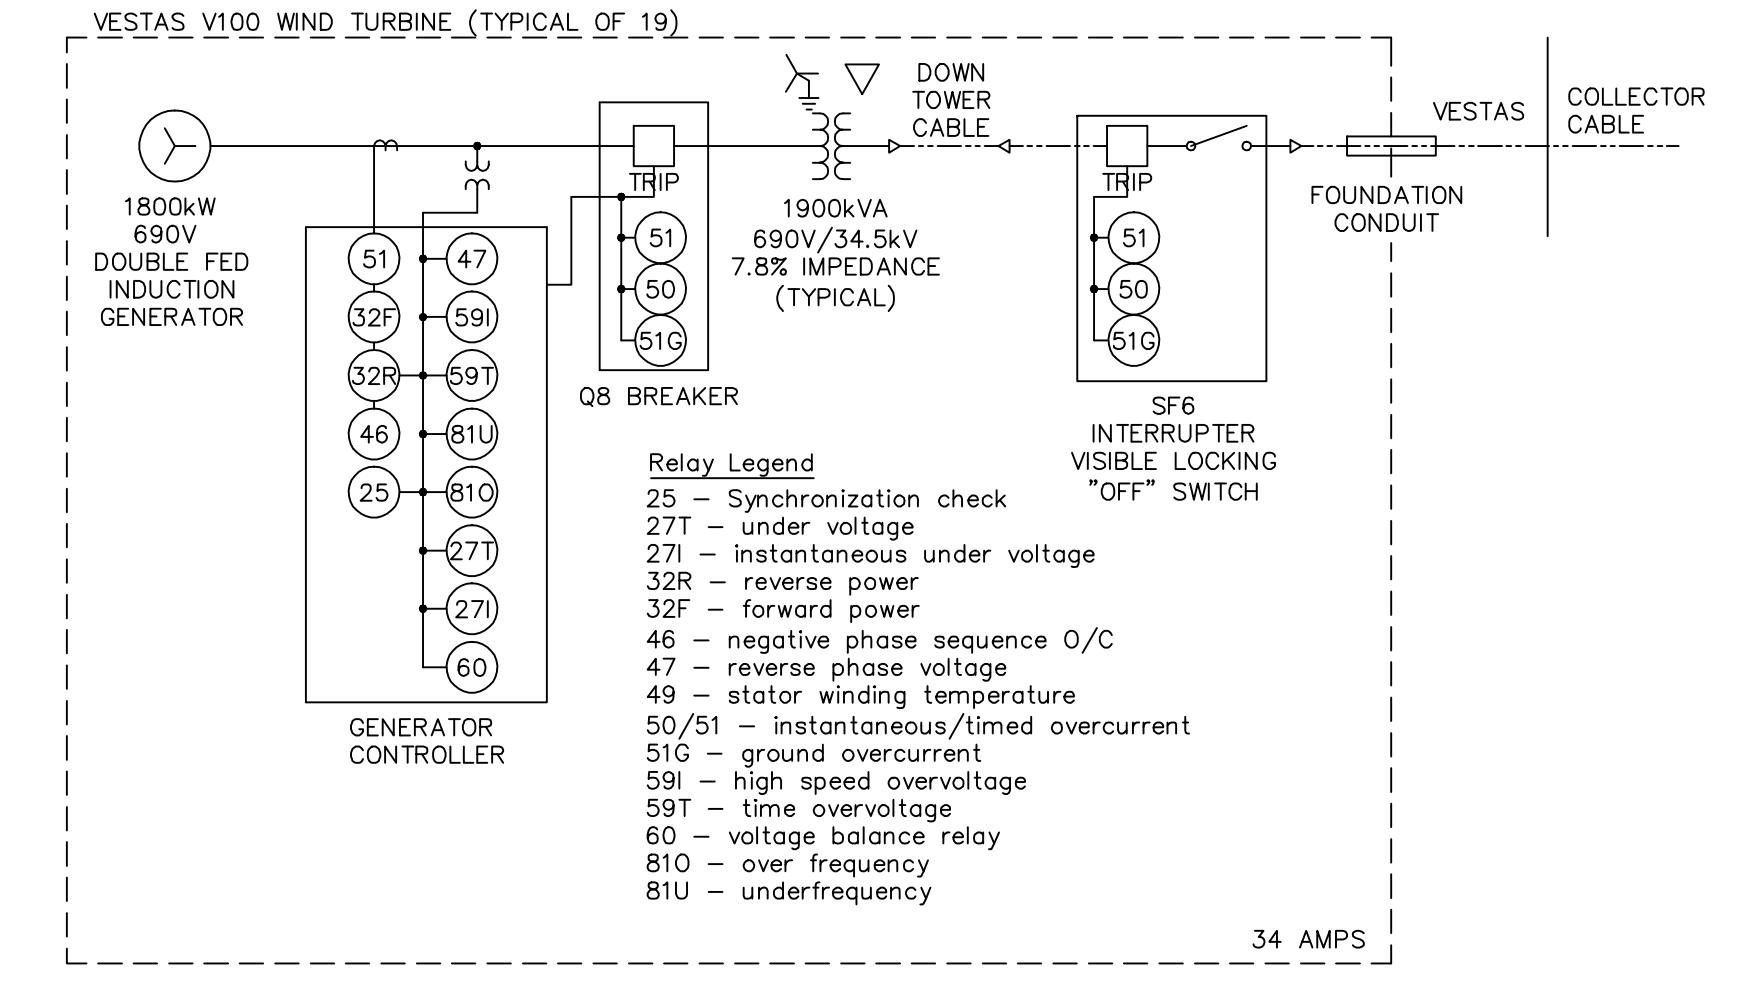 VESTAS V100 WIND TURBINE (TYPICAL OF 19)
DOWN
TOWER
CABLE
VESTAS
COLLECTOR
CABLE
TRIP
TRIP
1800kW
690V
DOUBLE FED
INDUCTION
GENERATOR
1900kVA
690V/34.5kV
7.8% IMPEDANCE
(TYPICAL)
FOUNDATION
CONDUIT
51
32F
32R
46
25
47
59I
59T
81U
81O
27T
27I
60
GENERATOR
CONTROLLER
51
50
51G
Q8 BREAKER
51
50
51G
SF6
INTERRUPTER
VISIBLE LOCKING
"OFF" SWITCH
Relay Legend
25 – Synchronization check
27T – under voltage
27I – instantaneous under voltage
32R – reverse power
32F – forward power
46 – negative phase sequence O/C
47 – reverse phase voltage
49 – stator winding temperature
50/51 – instantaneous/timed overcurrent
51G – ground overcurrent
59I – high speed overvoltage
59T – time overvoltage
60 – voltage balance relay
81O – over frequency
81U – underfrequency
34 AMPS